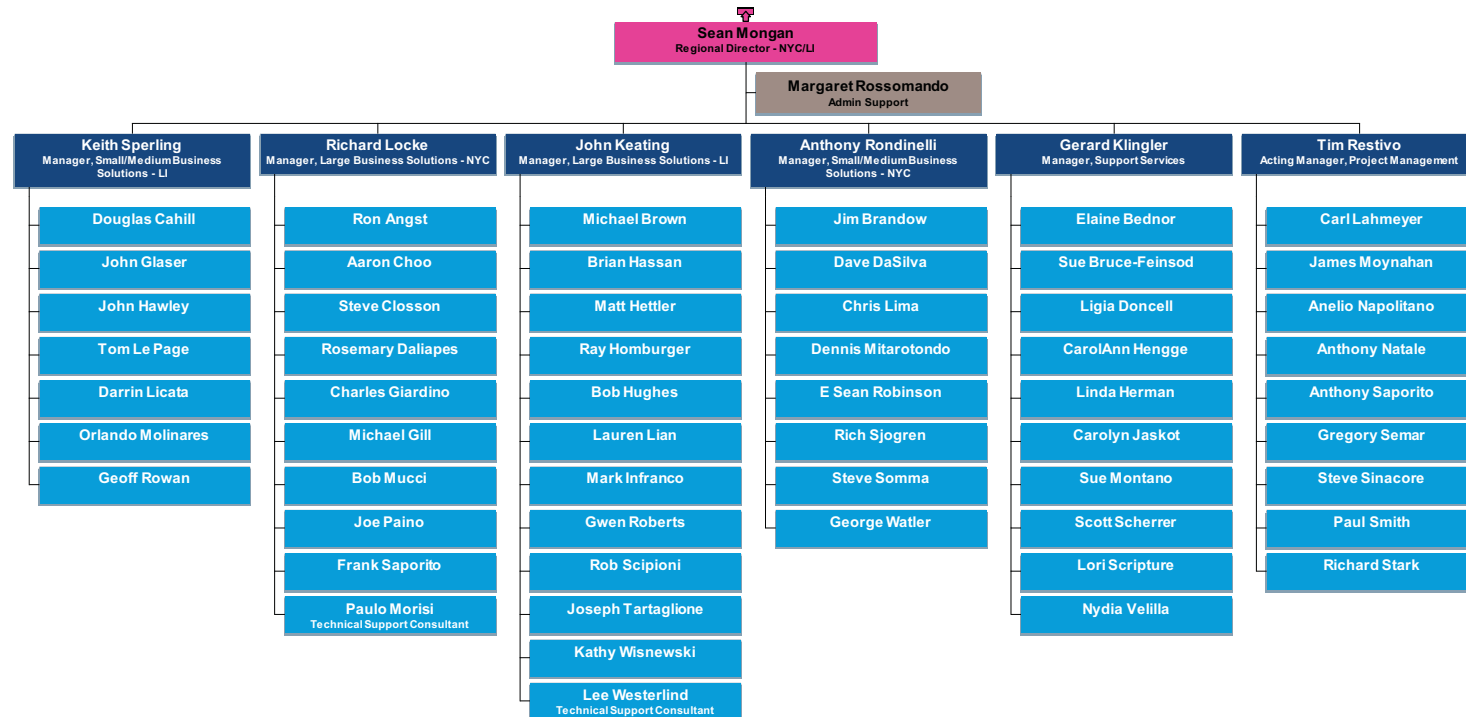 Sean Mongan
Regional Director - NYC/LI
Margaret Rossomando
Admin Support
Keith Sperling
Manager, Small/Medium Business
Solutions - LI
Douglas Cahill
John Glaser
John Hawley
Tom Le Page
Darrin Licata
Orlando Molinares
Geoff Rowan
Richard Locke
Manager, Large Business Solutions - NYC
Ron Angst
Aaron Choo
Steve Closson
Rosemary Daliapes
Charles Giardino
Michael Gill
Bob Mucci
Joe Paino
Frank Saporito
Paulo Morisi
Technical Support Consultant
John Keating
Manager, Large Business Solutions - LI
Michael Brown
Brian Hassan
Matt Hettler
Ray Homburger
Bob Hughes
Lauren Lian
Mark Infranco
Gwen Roberts
Rob Scipioni
Joseph Tartaglione
Kathy Wisnewski
Lee Westerlind
Technical Support Consultant
Anthony Rondinelli
Manager, Small/Medium Business
Solutions - NYC
Jim Brandow
Dave DaSilva
Chris Lima
Dennis Mitarotondo
E Sean Robinson
Rich Sjogren
Steve Somma
George Watler
Gerard Klingler
Manager, Support Services
Elaine Bednor
Sue Bruce-Feinsod
Ligia Doncell
CarolAnn Hengge
Linda Herman
Carolyn Jaskot
Sue Montano
Scott Scherrer
Lori Scripture
Nydia Velilla
Tim Restivo
Acting Manager, Project Management
Carl Lahmeyer
James Moynahan
Anelio Napolitano
Anthony Natale
Anthony Saporito
Gregory Semar
Steve Sinacore
Paul Smith
Richard Stark